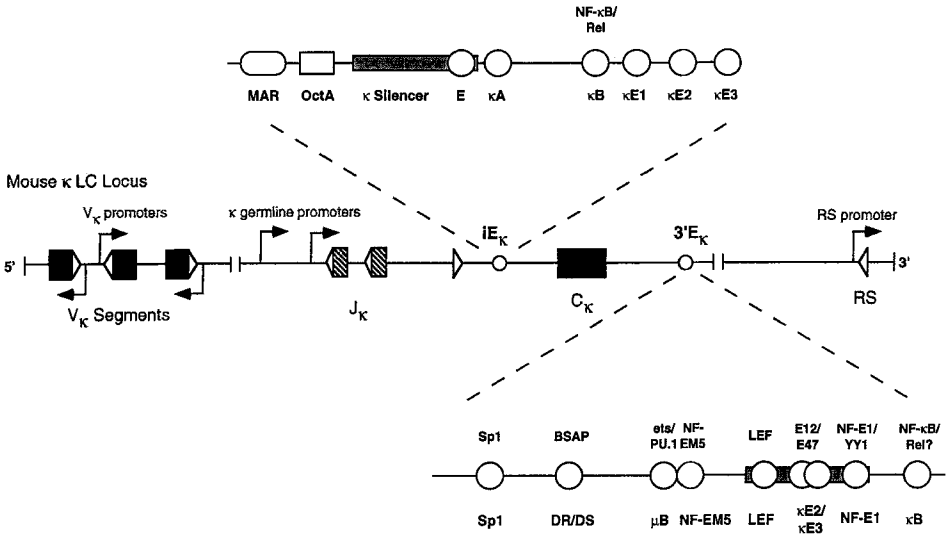 NF-κB/
Rel
MAR OctA κ Silencer E κA κB κE1 κE2 κE3
Mouse κ LC Locus
Vκ promoters κ germline promoters iEκ 3'Eκ RS promoter
5' 3'
Vκ Segments Jκ Cκ RS
Sp1 BSAP ets/ PU.1 NF- EM5 LEF E12/ E47 NF-E1/ YY1 NF-κB/ Rel?
Sp1 DR/DS μB NF-EM5 LEF κE2/ κE3 NF-E1 κB